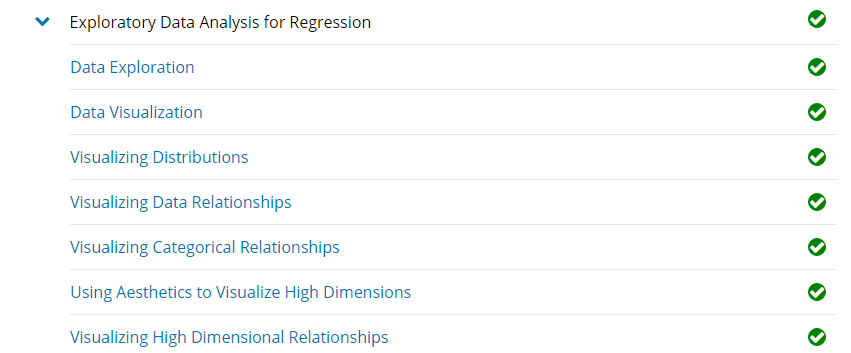 Exploratory Data Analysis for Regression
Data Exploration
Data Visualization
Visualizing Distributions
Visualizing Data Relationships
Visualizing Categorical Relationships
Using Aesthetics to Visualize High Dimensions
Visualizing High Dimensional Relationships